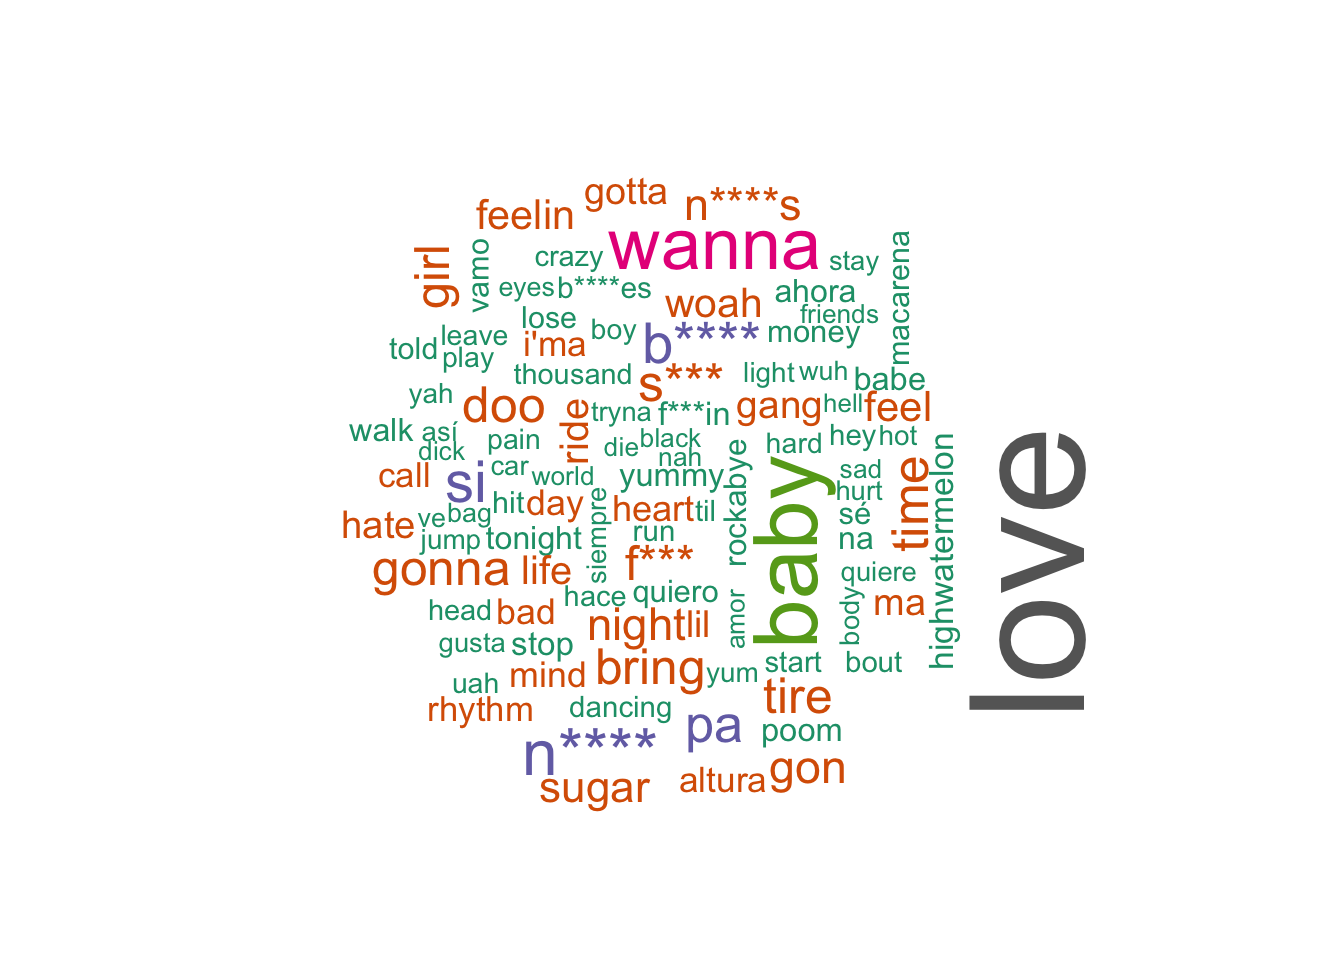 gotta
n****s
feelin
wanna
girl
vamo
crazy
stay
macarena
eyes
b****es
woah
ahora
friends
lose
boy
b****
money
told
leave
play
i'ma
thousand
s***
light
wuh
babe
yah
doo
ride
tryna
f***in
gang
hell
feel
walk
así
dick
pain
die
black
nah
hard
hey
hot
call
si
car
world
yummy
rockabye
baby
sad
hurt
time
highwatermelon
love
hate
ve
bag
hit
day
siempre
heart
til
sé
na
jump
tonight
run
gonna
life
f***
quiere
hace
quiero
amor
body
ma
head
bad
night
lil
gusta
stop
bring
yum
start
bout
uah
mind
tire
rhythm
dancing
pa
poom
n****
sugar
altura
gon